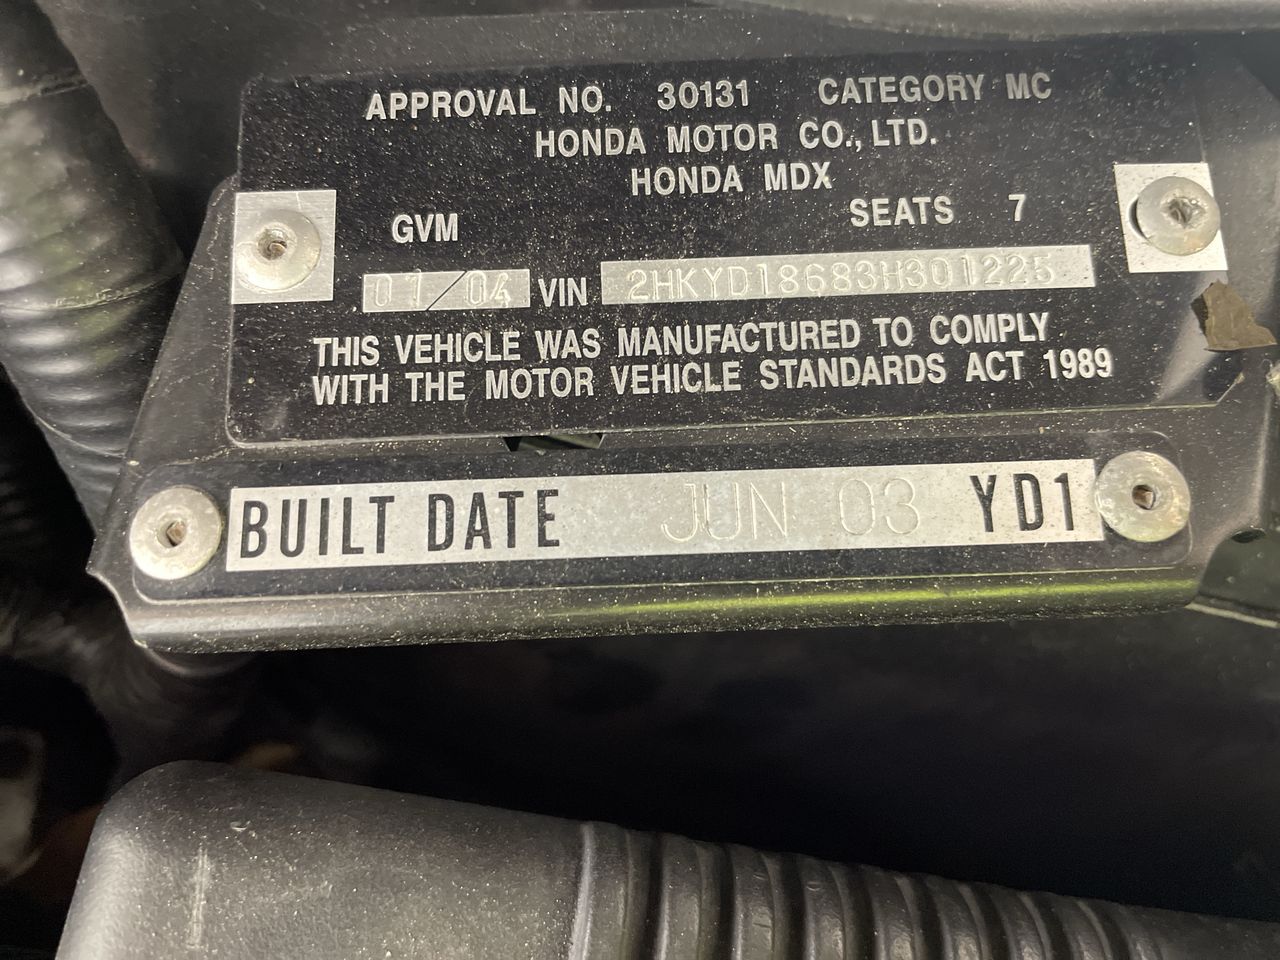 APPROVAL NO. 30131 CATEGORY MC
HONDA MOTOR CO., LTD.
HONDA MDX
GVM SEATS 7
01/04 VIN 2HKYD18683H301225
THIS VEHICLE WAS MANUFACTURED TO COMPLY
WITH THE MOTOR VEHICLE STANDARDS ACT 1989
BUILT DATE JUN 03 YD1